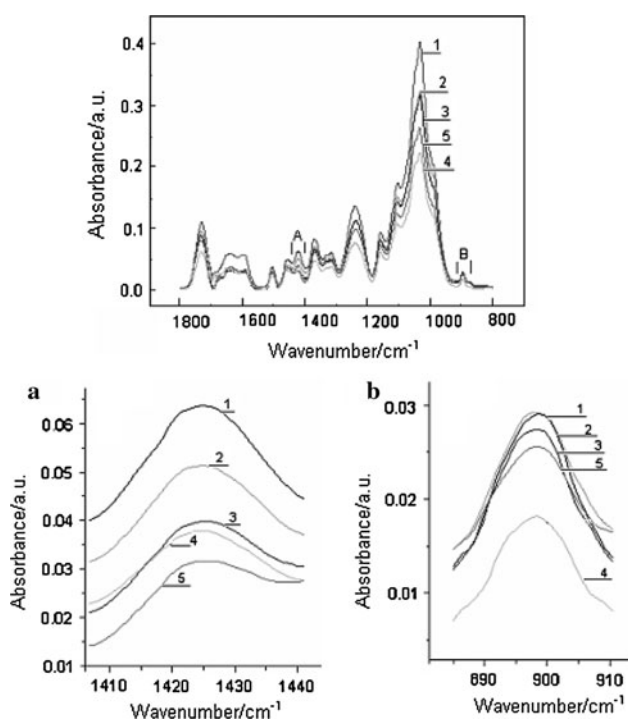 0.4
0.3
0.2
0.1
0.0
Absorbance/a.u.
1
2
3
5
4
A
B
1800 1600 1400 1200 1000 800
Wavenumber/cm⁻¹
a
0.06
0.05
0.04
0.03
0.02
0.01
Absorbance/a.u.
1
2
3
4
5
1410 1420 1430 1440
Wavenumber/cm⁻¹
b
0.03
0.02
0.01
Absorbance/a.u.
1
2
3
5
4
890 900 910
Wavenumber/cm⁻¹